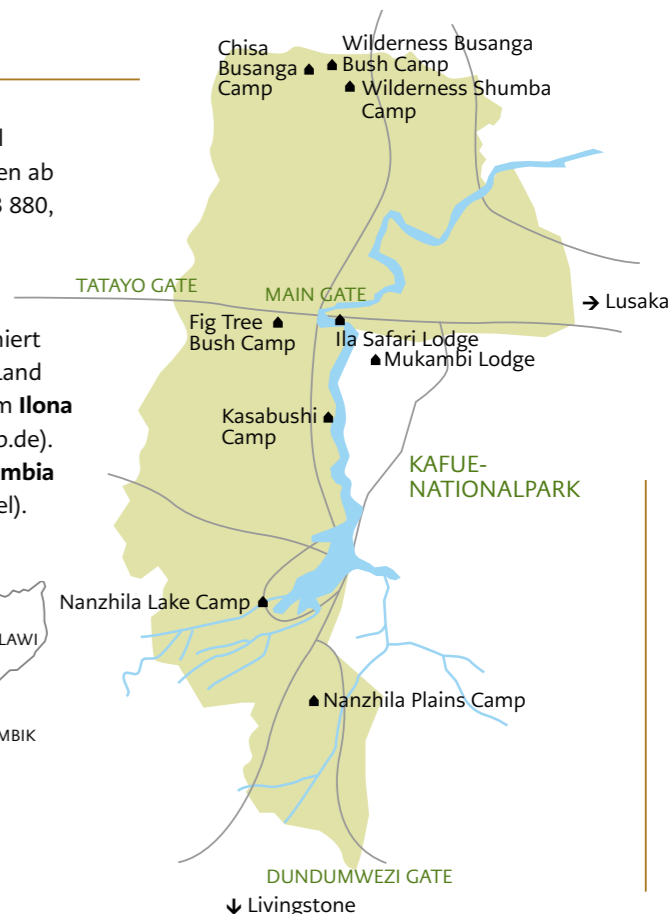 Chisa
Busanga
Camp
Wilderness Busanga
Bush Camp
Wilderness Shumba
Camp
en ab
880,
TATAYO GATE
MAIN GATE
→ Lusaka
Fig Tree
Bush Camp
Ila Safari Lodge
Mukambi Lodge
niert
Land
m Ilona
o.de).
mbia
el).
Kasabushi
Camp
KAFUE-
NATIONALPARK
Nanzhila Lake Camp
LAWI
Nanzhila Plains Camp
MBIK
DUNDUMWEZI GATE
↓ Livingstone